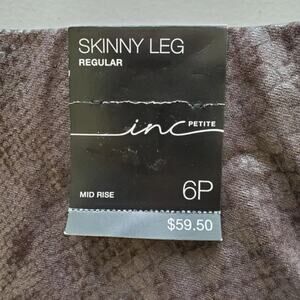 SKINNY LEG
REGULAR
inc
PETITE
MID RISE
6P
$59.50